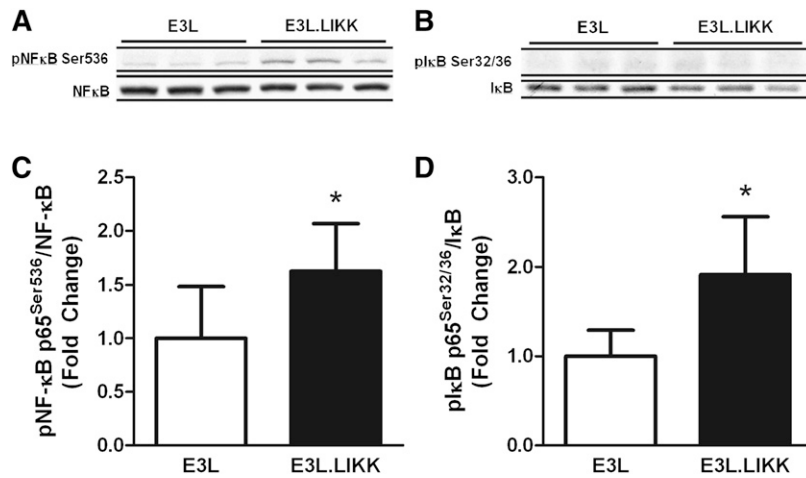 A
E3L
E3L.LIKK
pNFκB Ser536
NFκB
B
E3L
E3L.LIKK
pIκB Ser32/36
IκB
C
pNF-κB p65Ser536/NF-κB
(Fold Change)
2.5
2.0
1.5
1.0
0.5
0.0
*
E3L
E3L.LIKK
D
pIκB p65Ser32/36/IκB
(Fold Change)
3.0
2.0
1.0
0.0
*
E3L
E3L.LIKK